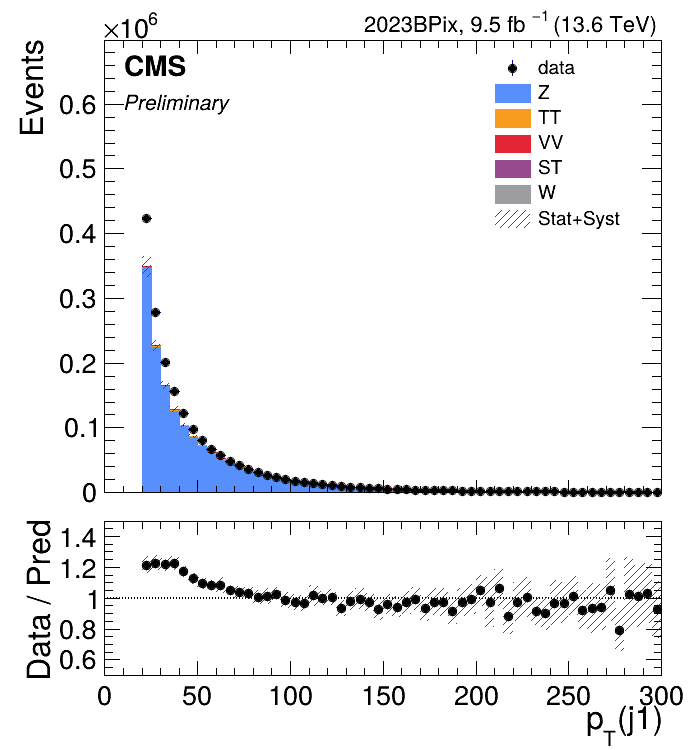 ×10⁶
2023BPix, 9.5 fb⁻¹ (13.6 TeV)
Events
CMS
Preliminary
data
Z
TT
VV
ST
W
Stat+Syst
0.6
0.5
0.4
0.3
0.2
0.1
0
Data / Pred
1.4
1.2
1
0.8
0.6
0 50 100 150 200 250 300
p_T(j1)